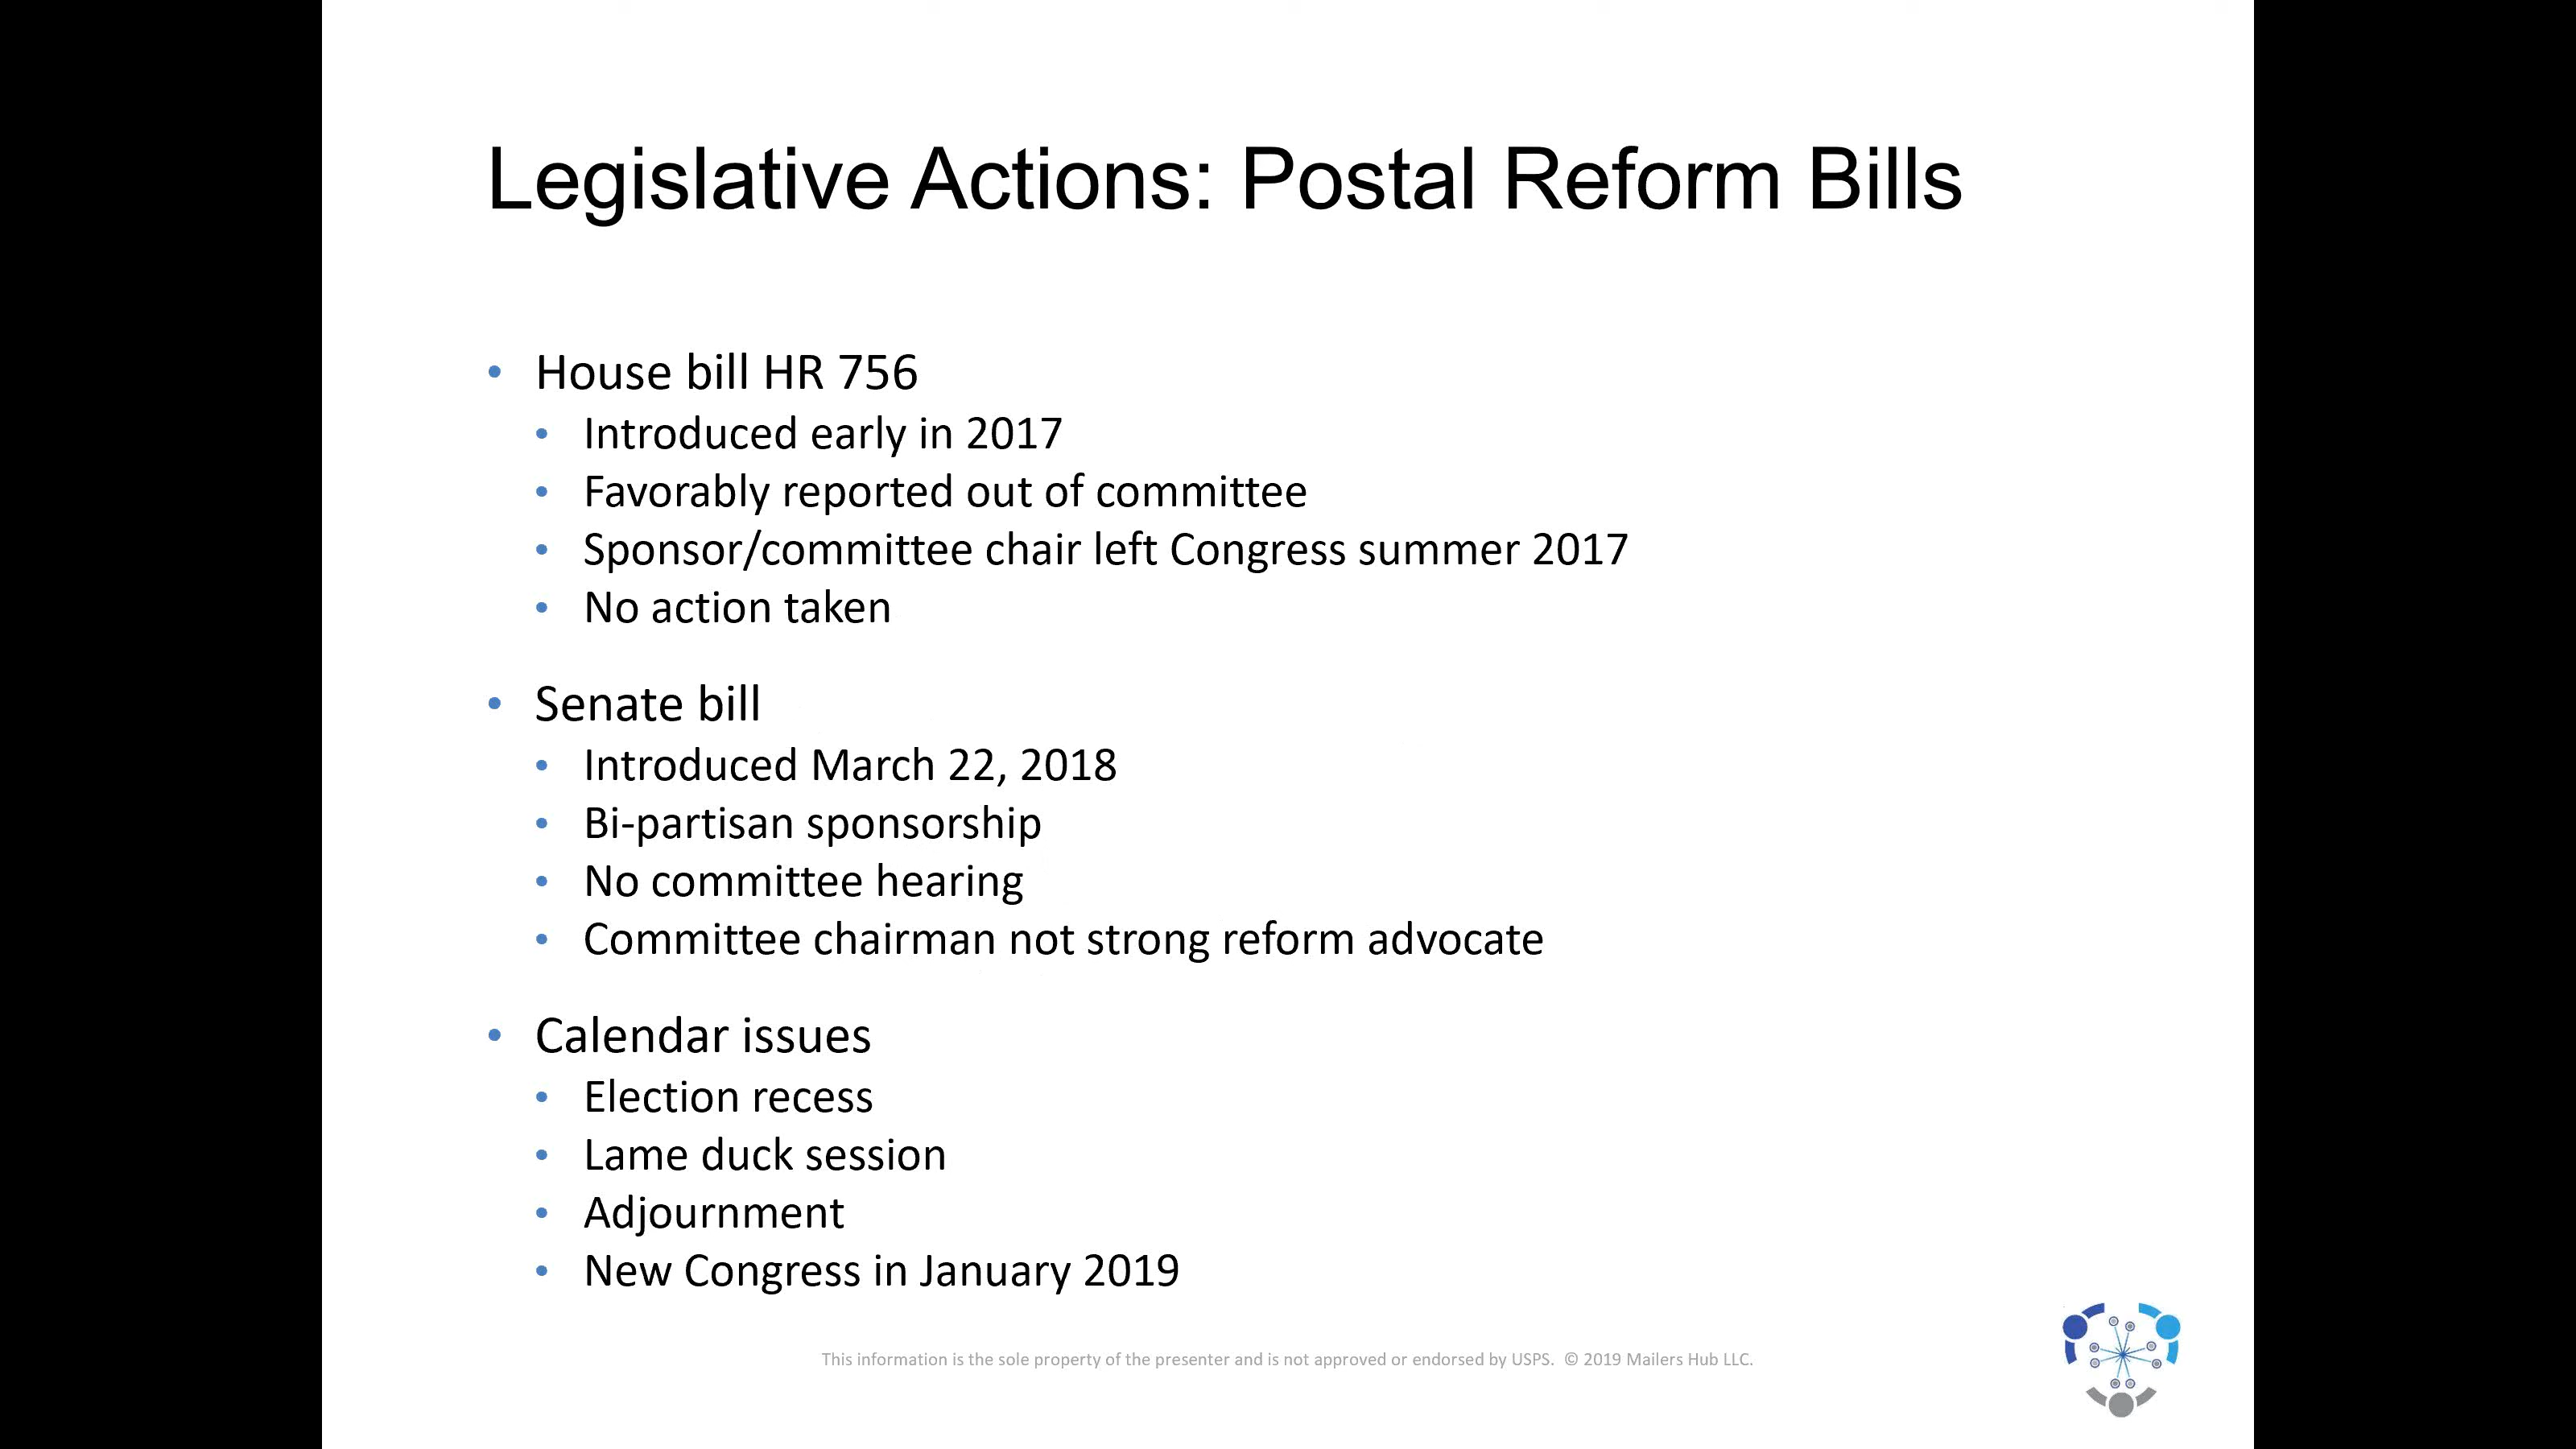 Legislative Actions: Postal Reform Bills
• House bill HR 756
• Introduced early in 2017
• Favorably reported out of committee
• Sponsor/committee chair left Congress summer 2017
• No action taken
• Senate bill
• Introduced March 22, 2018
• Bi-partisan sponsorship
• No committee hearing
• Committee chairman not strong reform advocate
• Calendar issues
• Election recess
• Lame duck session
• Adjournment
• New Congress in January 2019
This information is the sole property of the presenter and is not approved or endorsed by USPS. © 2019 Mailers Hub LLC.